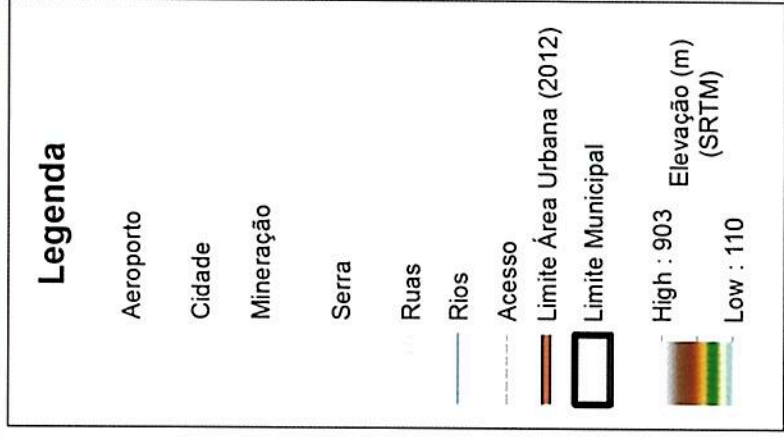 Legenda
Aeroporto
Cidade
Mineração
Serra
Ruas
Rios
Acesso
Limite Área Urbana (2012)
Limite Municipal
High : 903
Elevação (m)
(SRTM)
Low : 110